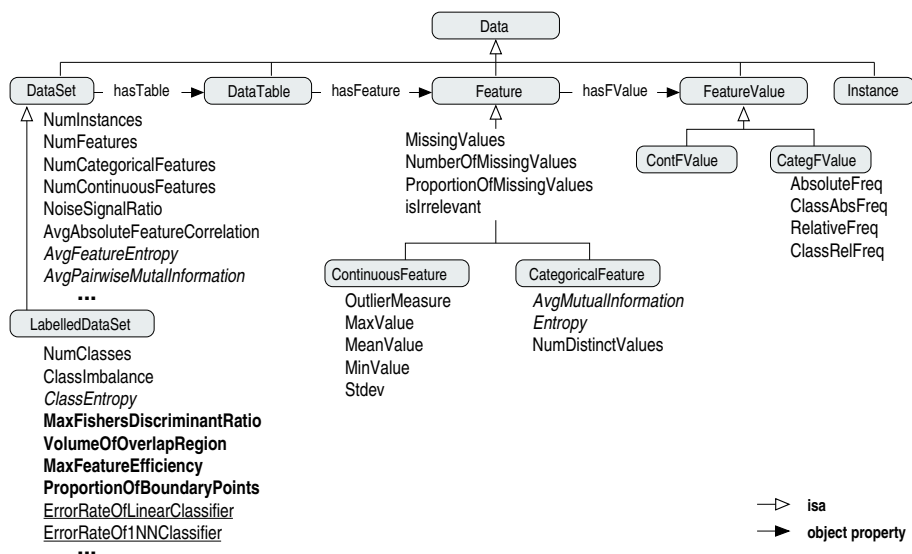 Data
DataSet
hasTable
DataTable
hasFeature
Feature
hasFValue
FeatureValue
Instance
NumInstances
NumFeatures
NumCategoricalFeatures
NumContinuousFeatures
NoiseSignalRatio
AvgAbsoluteFeatureCorrelation
AvgFeatureEntropy
AvgPairwiseMutalInformation
...
MissingValues
NumberOfMissingValues
ProportionOfMissingValues
isIrrelevant
ContFValue
CategFValue
AbsoluteFreq
ClassAbsFreq
RelativeFreq
ClassRelFreq
ContinuousFeature
OutlierMeasure
MaxValue
MeanValue
MinValue
Stdev
CategoricalFeature
AvgMutualInformation
Entropy
NumDistinctValues
LabelledDataSet
NumClasses
ClassImbalance
ClassEntropy
MaxFishersDiscriminantRatio
VolumeOfOverlapRegion
MaxFeatureEfficiency
ProportionOfBoundaryPoints
ErrorRateOfLinearClassifier
ErrorRateOf1NNClassifier
...
isa
object property